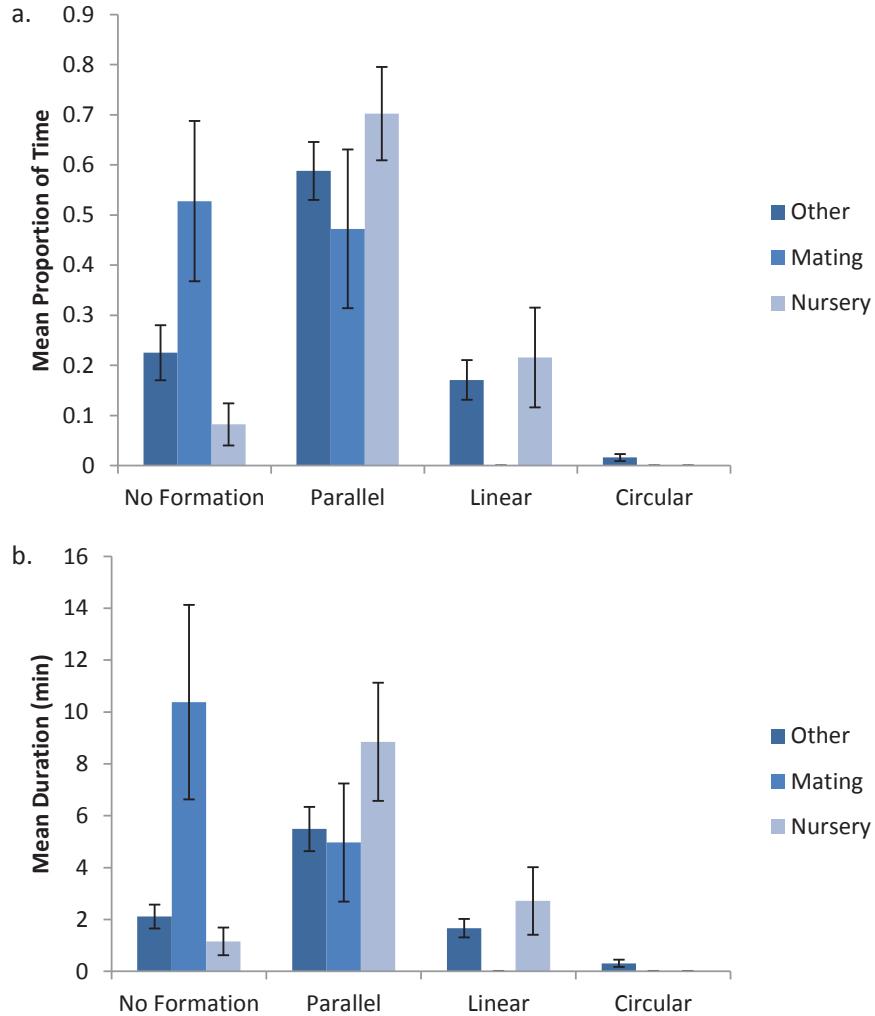 a.
Mean Proportion of Time
0.9
0.8
0.7
0.6
0.5
0.4
0.3
0.2
0.1
0
No Formation Parallel Linear Circular
Other
Mating
Nursery
b.
Mean Duration (min)
16
14
12
10
8
6
4
2
0
No Formation Parallel Linear Circular
Other
Mating
Nursery